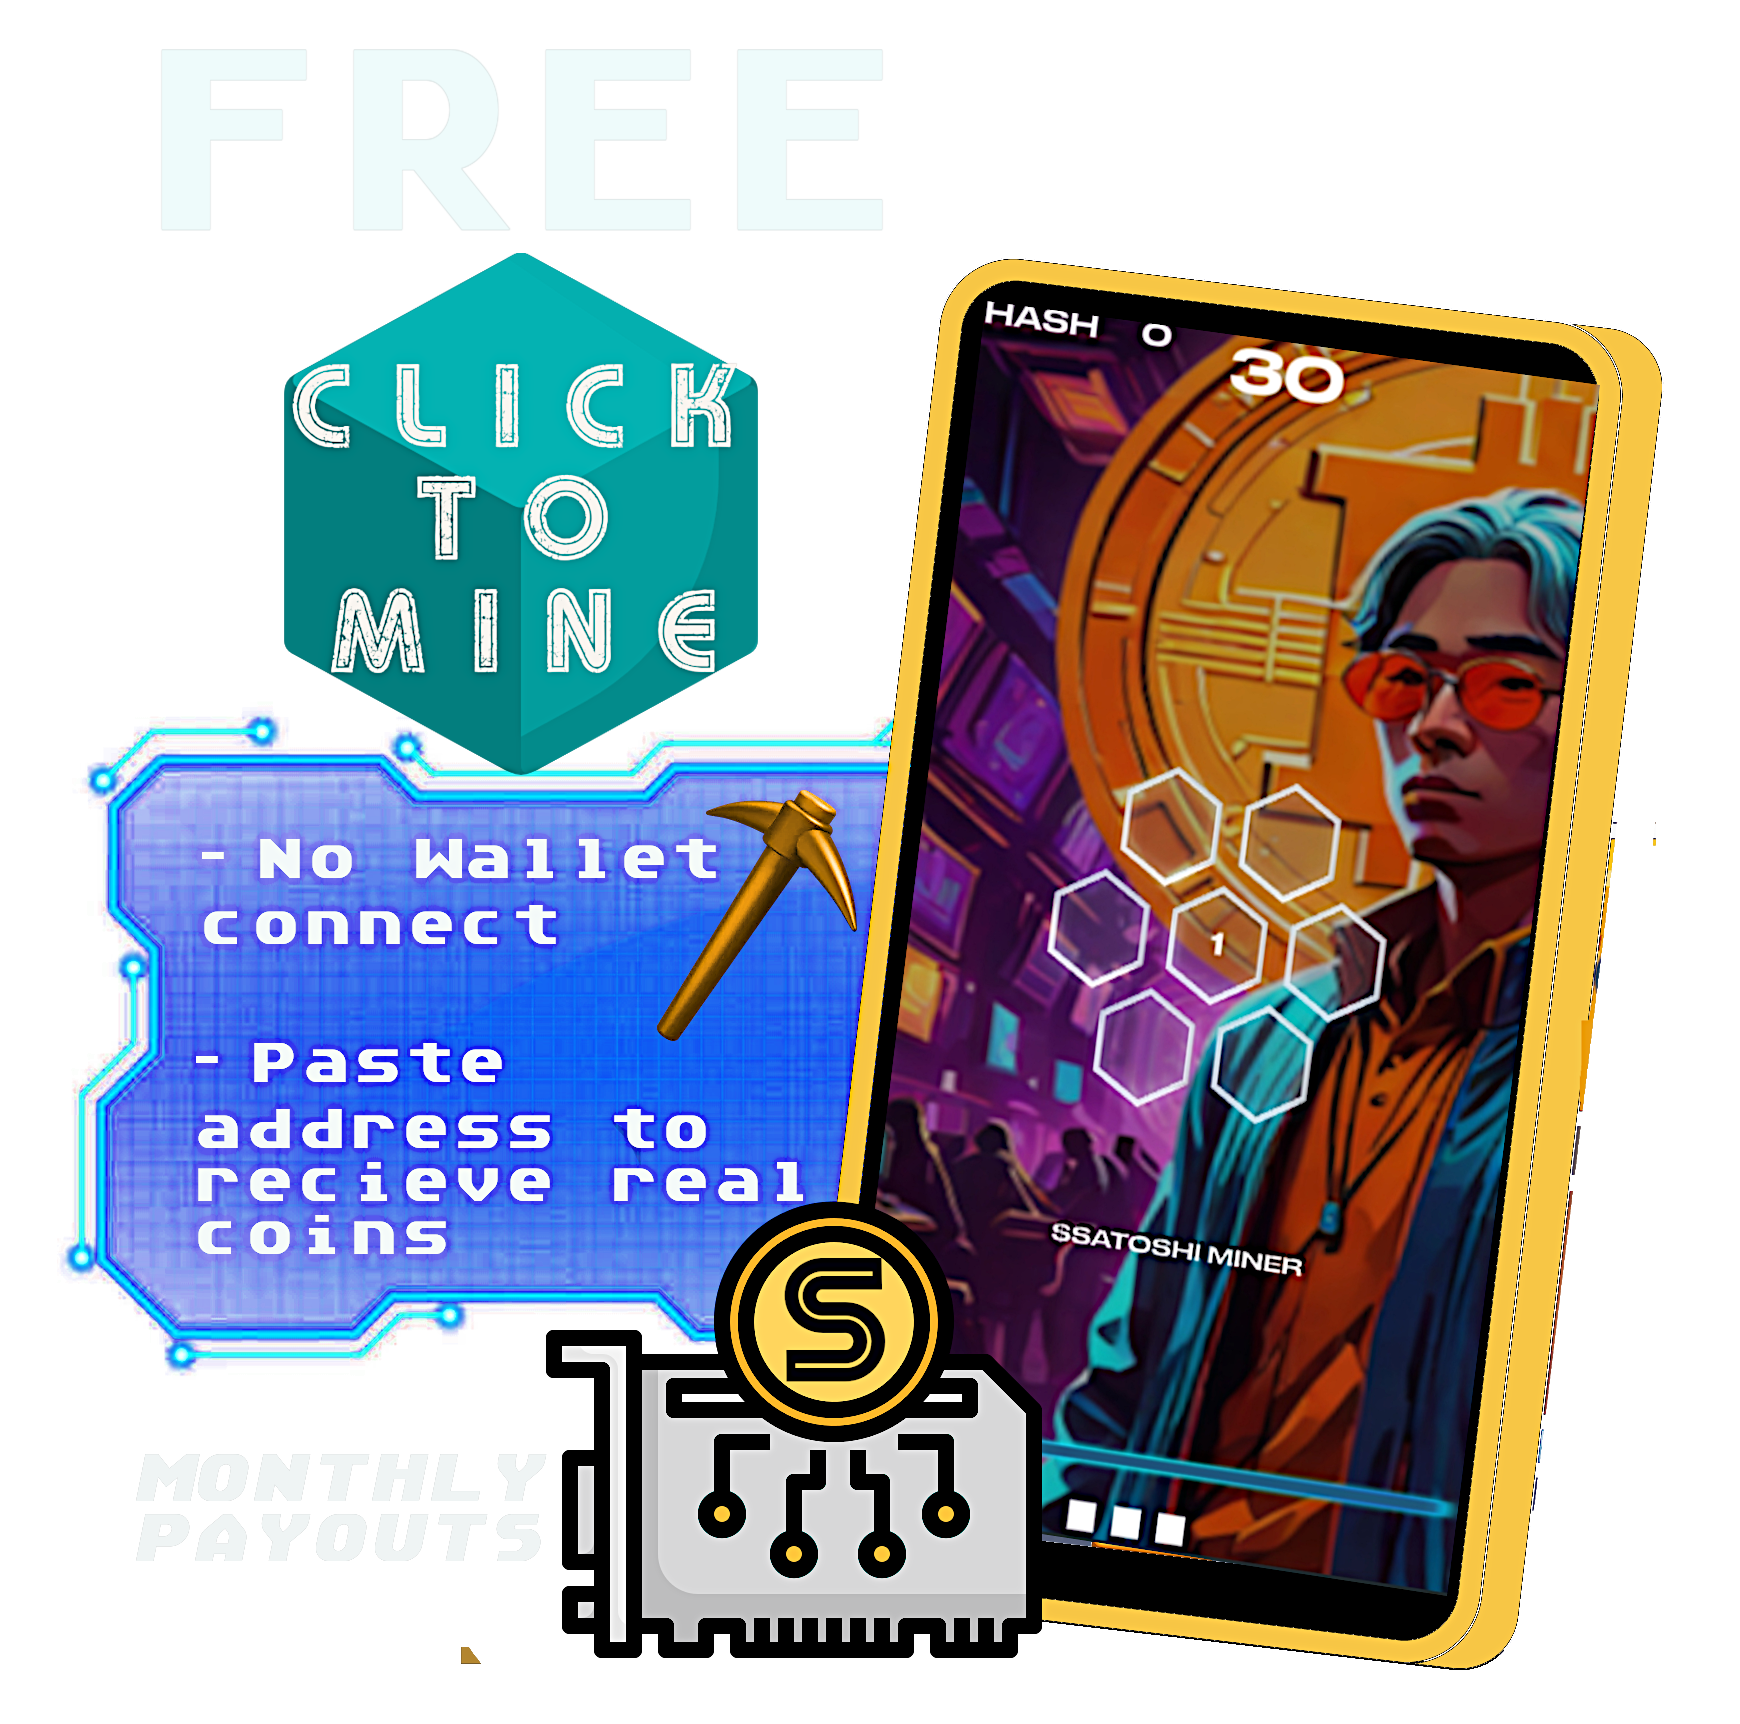 FREE
CLICK
TO
MINE
- No Wallet
connect
- Paste
address to
recieve real
coins
MONTHLY
PAYOUTS
HASH 0
30
1
$SATOSHI MINER
S